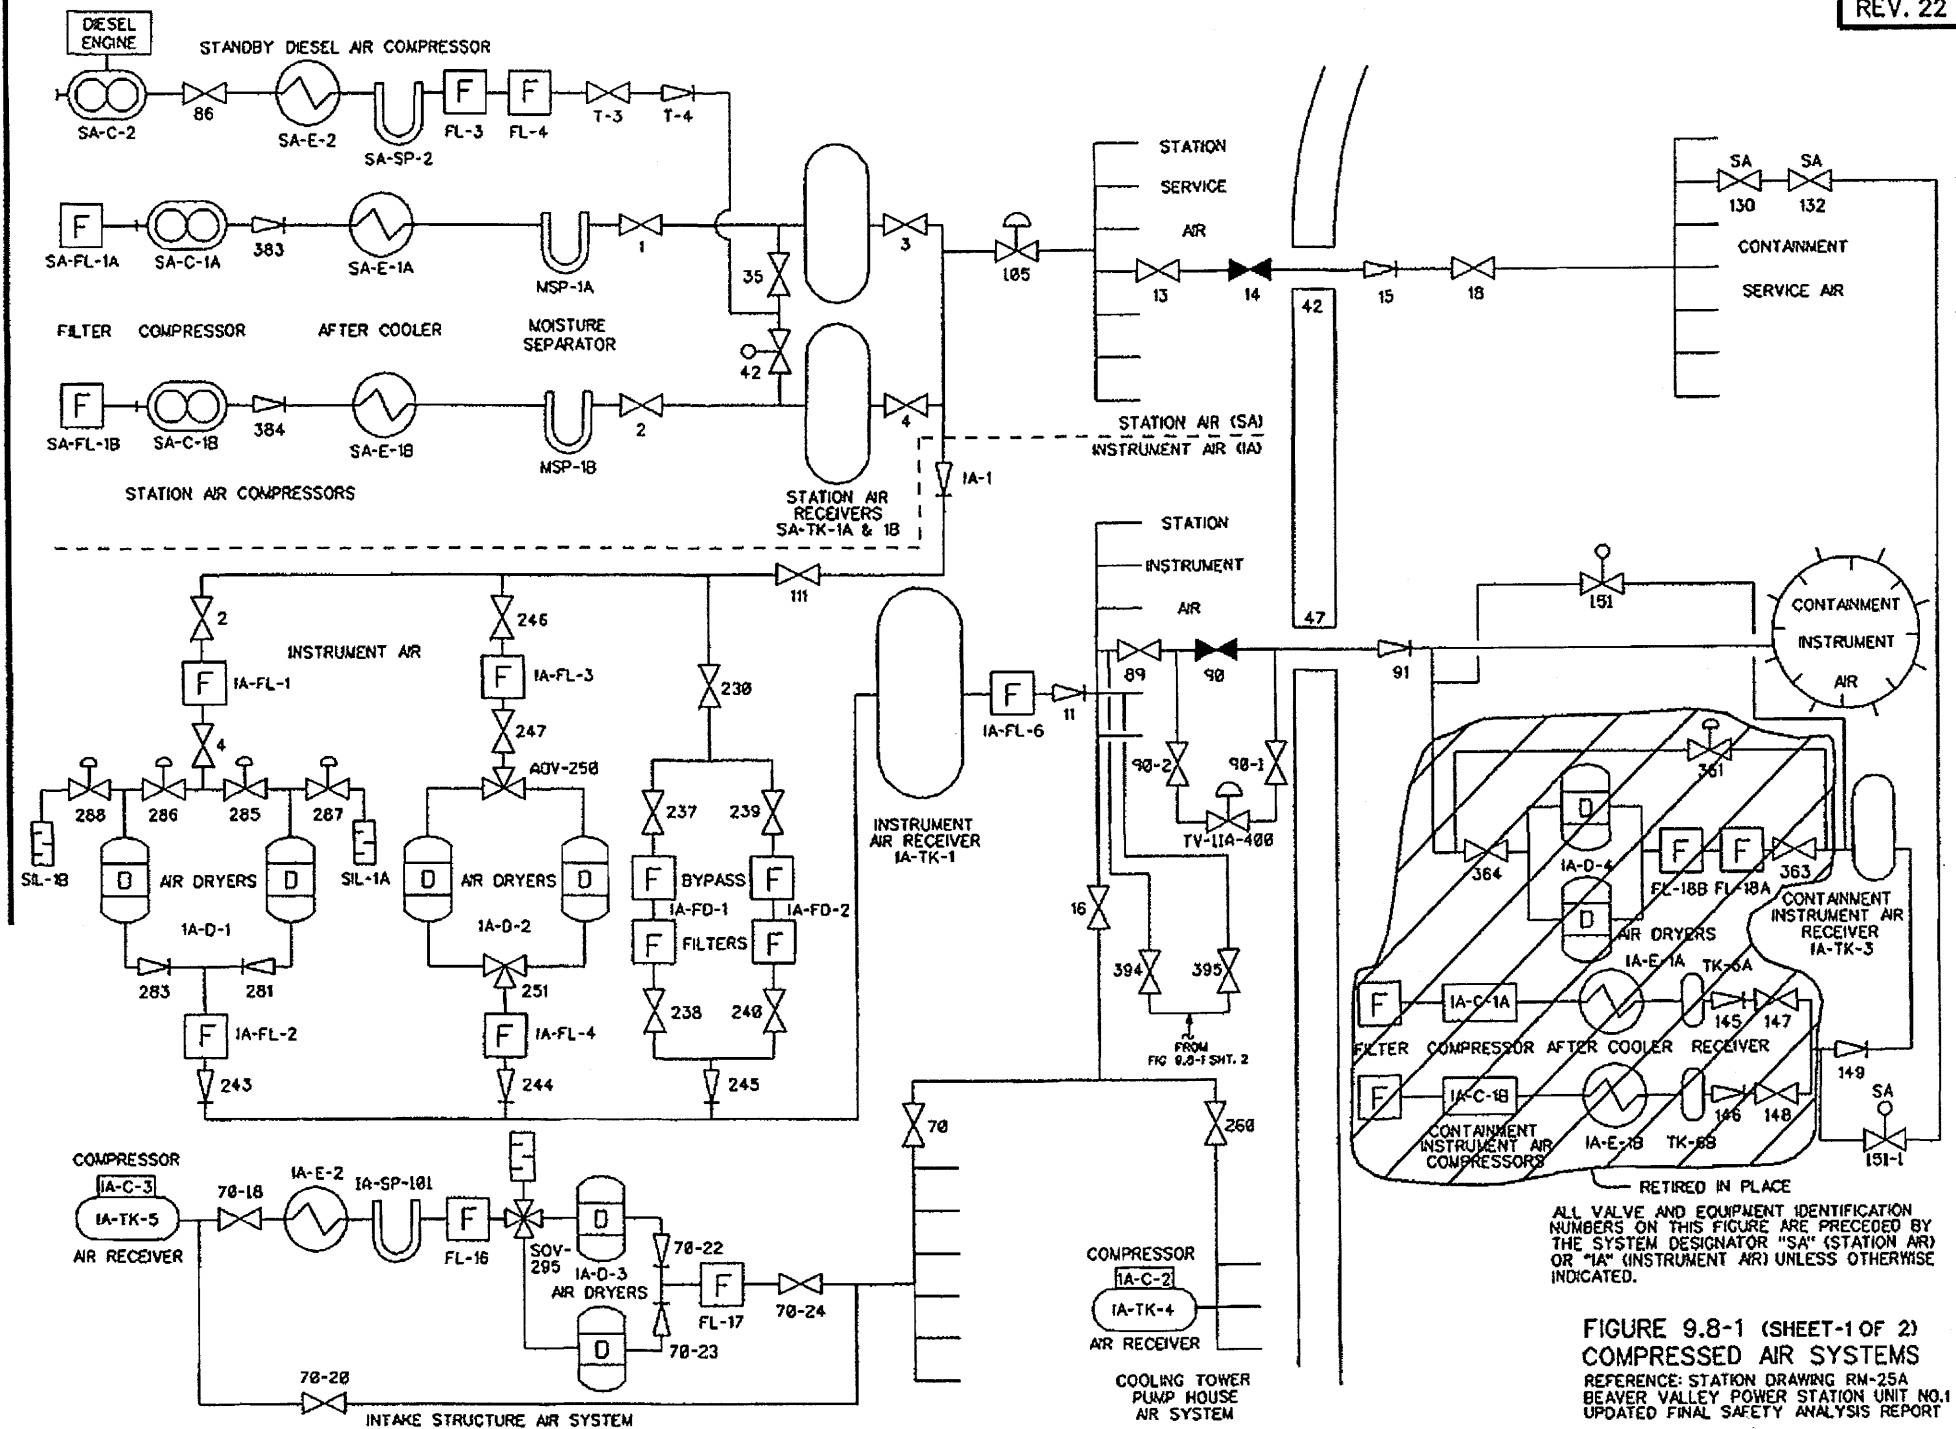 REV. 22
DIESEL
ENGINE
STANDBY DIESEL AIR COMPRESSOR
SA-C-2
86
SA-E-2
SA-SP-2
F
FL-3
F
FL-4
T-3
T-4
F
SA-FL-1A
SA-C-1A
383
SA-E-1A
MSP-1A
1
35
3
FILTER
COMPRESSOR
AFTER COOLER
MOISTURE
SEPARATOR
42
F
SA-FL-1B
SA-C-1B
384
SA-E-1B
MSP-1B
2
4
STATION AIR COMPRESSORS
STATION AIR
RECEIVERS
SA-TK-1A & 1B
105
STATION
SERVICE
AIR
13
14
42
15
18
SA
130
SA
132
CONTAINMENT
SERVICE AIR
STATION AIR (SA)
INSTRUMENT AIR (IA)
IA-1
111
STATION
INSTRUMENT
AIR
47
89
90
91
151
CONTAINMENT
INSTRUMENT
AIR
INSTRUMENT AIR
2
F
IA-FL-1
4
246
F
IA-FL-3
247
AOV-250
230
288
286
285
287
SIL-1B
D
AIR DRYERS
D
SIL-1A
1A-D-1
283
281
F
IA-FL-2
243
D
AIR DRYERS
D
1A-D-2
251
F
IA-FL-4
244
237
239
F
BYPASS
F
IA-FD-1
IA-FD-2
F
FILTERS
F
238
240
245
INSTRUMENT
AIR RECEIVER
IA-TK-1
F
IA-FL-6
11
90-2
90-1
TV-1IA-400
16
394
395
FROM
FIG 9.8-1 SHT. 2
361
D
IA-D-4
D
AIR DRYERS
364
F
FL-18B
F
FL-18A
363
CONTAINMENT
INSTRUMENT AIR
RECEIVER
IA-TK-3
F
IA-C-1A
IA-E-1A
TK-6A
145
147
FILTER
COMPRESSOR
AFTER COOLER
RECEIVER
149
F
IA-C-1B
IA-E-1B
TK-6B
146
148
SA
151-1
CONTAINMENT
INSTRUMENT AIR
COMPRESSORS
RETIRED IN PLACE
COMPRESSOR
IA-C-3
IA-TK-5
AIR RECEIVER
70-18
IA-E-2
IA-SP-101
F
FL-16
SOV-
295
D
IA-D-3
AIR DRYERS
D
70-22
70-23
F
FL-17
70-24
70-20
INTAKE STRUCTURE AIR SYSTEM
70
260
COMPRESSOR
1A-C-2
IA-TK-4
AIR RECEIVER
COOLING TOWER
PUMP HOUSE
AIR SYSTEM
ALL VALVE AND EQUIPMENT IDENTIFICATION
NUMBERS ON THIS FIGURE ARE PRECEDED BY
THE SYSTEM DESIGNATOR "SA" (STATION AIR)
OR "IA" (INSTRUMENT AIR) UNLESS OTHERWISE
INDICATED.
FIGURE 9.8-1 (SHEET-1 OF 2)
COMPRESSED AIR SYSTEMS
REFERENCE: STATION DRAWING RM-25A
BEAVER VALLEY POWER STATION UNIT NO.1
UPDATED FINAL SAFETY ANALYSIS REPORT